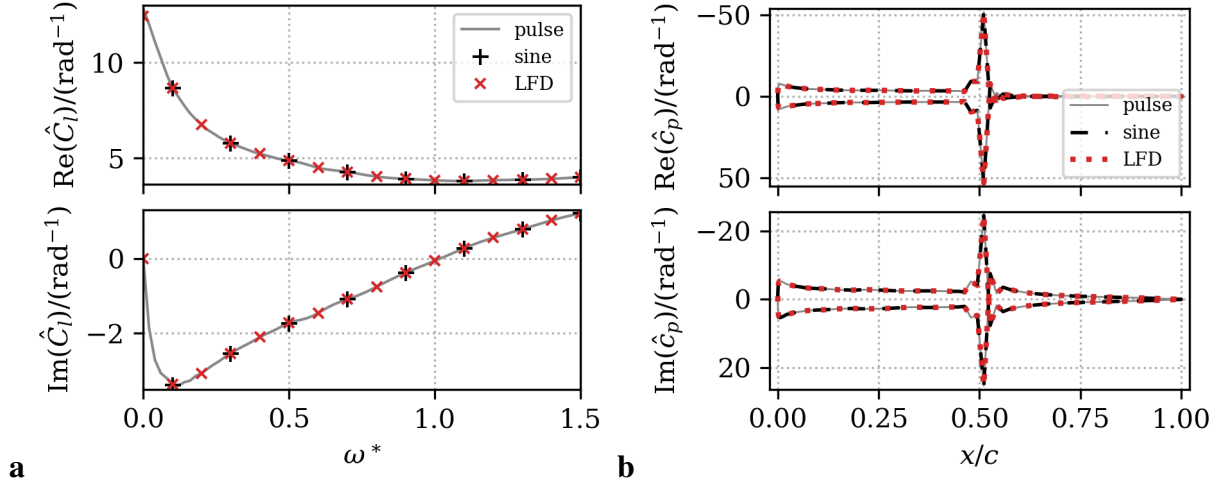 Re(Ĉ_l)/(rad⁻¹)
10
5
pulse
sine
LFD
Im(Ĉ_l)/(rad⁻¹)
0
−2
0.0 0.5 1.0 1.5
ω*
a
Re(ĉ_p)/(rad⁻¹)
−50
0
50
pulse
sine
LFD
Im(ĉ_p)/(rad⁻¹)
−20
0
20
0.00 0.25 0.50 0.75 1.00
x/c
b